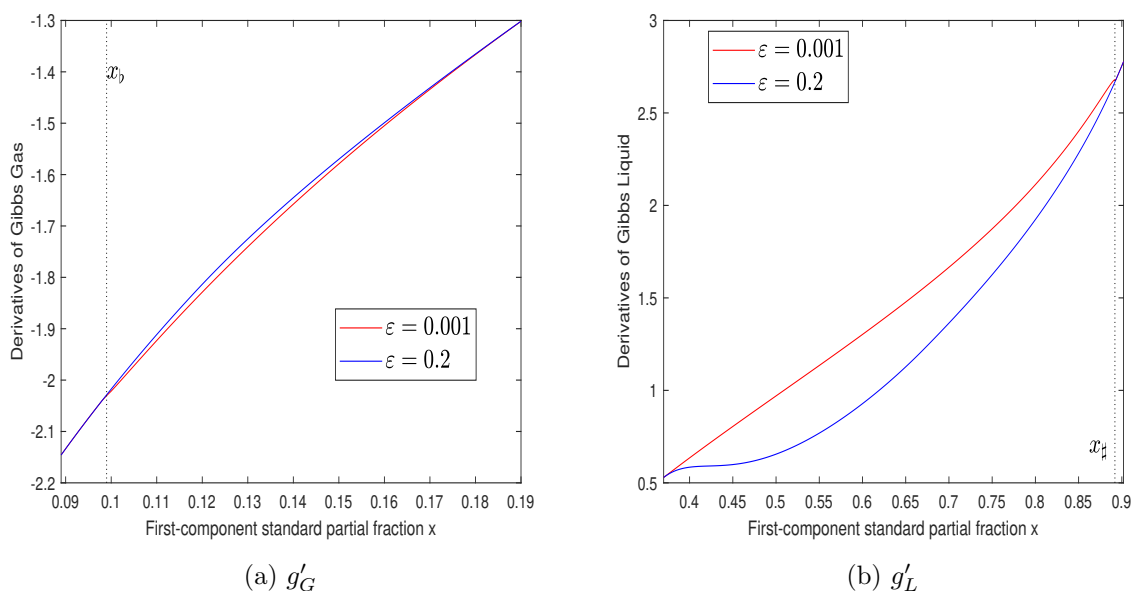 -1.3
-1.4
-1.5
-1.6
-1.7
-1.8
-1.9
-2
-2.1
-2.2
Derivatives of Gibbs Gas
x♭
ε = 0.001
ε = 0.2
0.09 0.1 0.11 0.12 0.13 0.14 0.15 0.16 0.17 0.18 0.19
First-component standard partial fraction x
(a) g′G
3
2.5
2
1.5
1
0.5
Derivatives of Gibbs Liquid
ε = 0.001
ε = 0.2
x♯
0.4 0.45 0.5 0.55 0.6 0.65 0.7 0.75 0.8 0.85 0.9
First-component standard partial fraction x
(b) g′L